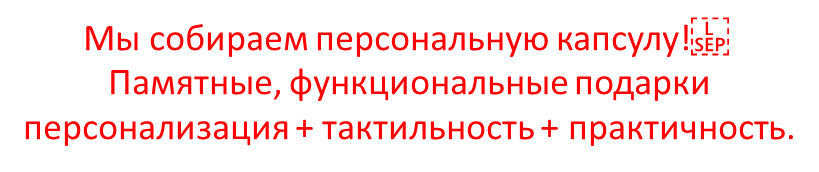 Мы собираем персональную капсулу!
Памятные, функциональные подарки
персонализация + тактильность + практичность.